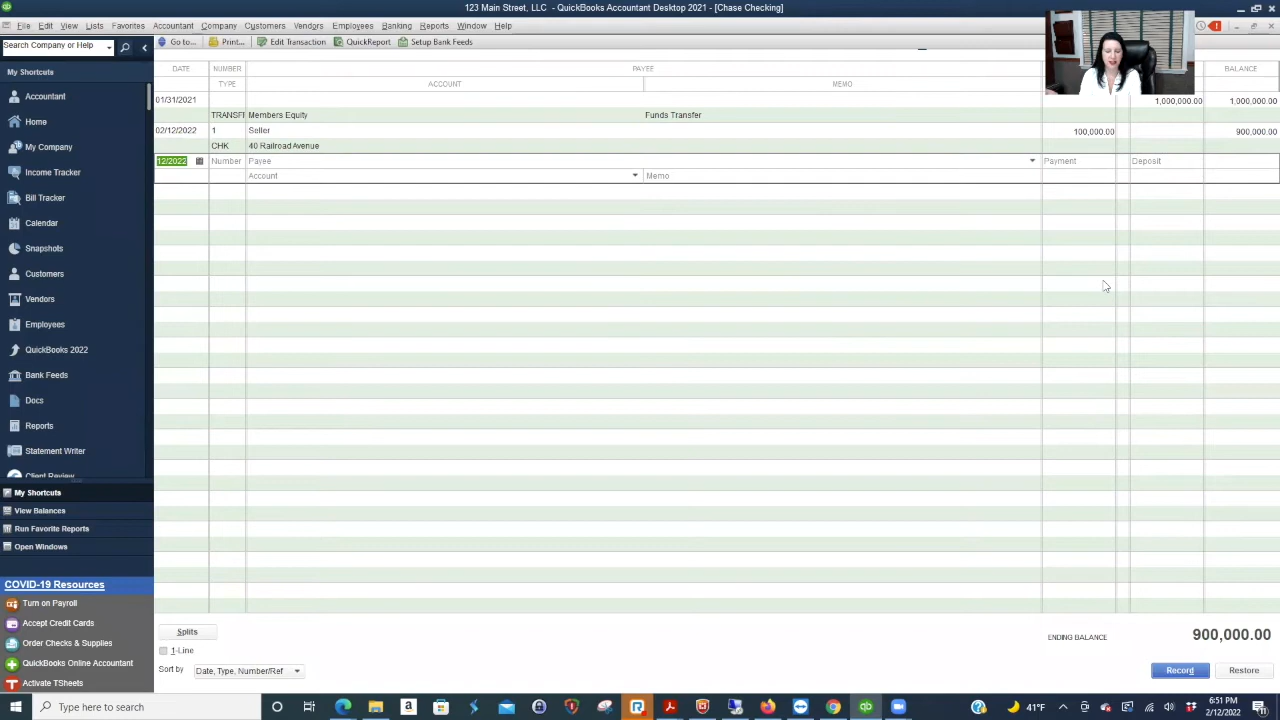 123 Main Street, LLC - QuickBooks Accountant Desktop 2021 - [Chase Checking]
File Edit View Lists Favorites Accountant Company Customers Vendors Employees Banking Reports Window
Search Company or Help
Go to... Print... Edit Transaction QuickReport Bank Feeds
My Shortcuts
Accountant
Home
My Company
Income Tracker
Bill Tracker
Calendar
Snapshots
Customers
Vendors
Employees
QuickBooks 2022
Bank Feeds
Docs
Reports
Statement Writer
Client Review
My Shortcuts
View Balances
Run Favorite Reports
Open Windows
COVID-19 Resources
Turn on Payroll
Accept Credit Cards
Order Checks & Supplies
QuickBooks Online Accountant
Activate TSheets
DATE NUMBER PAYEE BALANCE
TYPE ACCOUNT MEMO
01/31/2021 1,000,000.00 1,000,000.00
TRANSFI Members Equity Funds Transfer
02/12/2022 1 Seller 100,000.00 900,000.00
CHK 40 Railroad Avenue
12/2022 Number Payee Payment Deposit
Account Memo
Splits
1-Line
Sort by Date, Type, Number/Ref
ENDING BALANCE 900,000.00
Record Restore
Type here to search
41°F
6:51 PM
2/12/2022